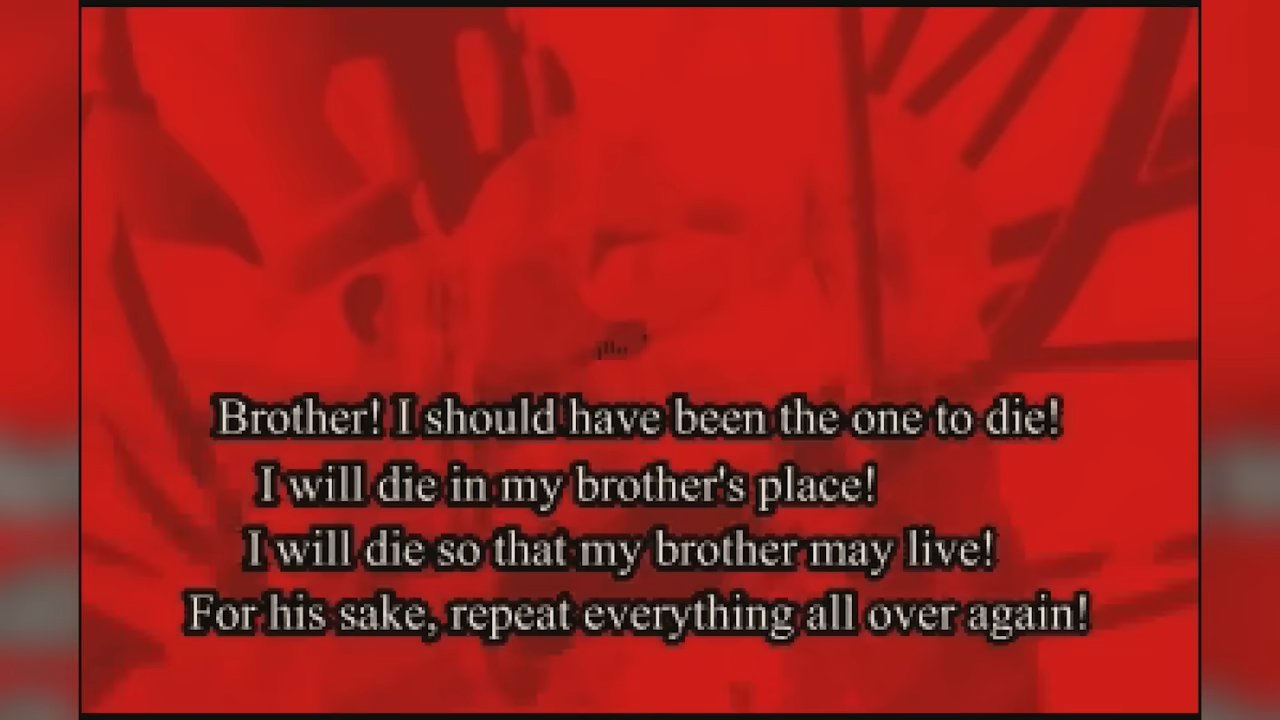 Brother! I should have been the one to die!
I will die in my brother's place!
I will die so that my brother may live!
For his sake, repeat everything all over again!